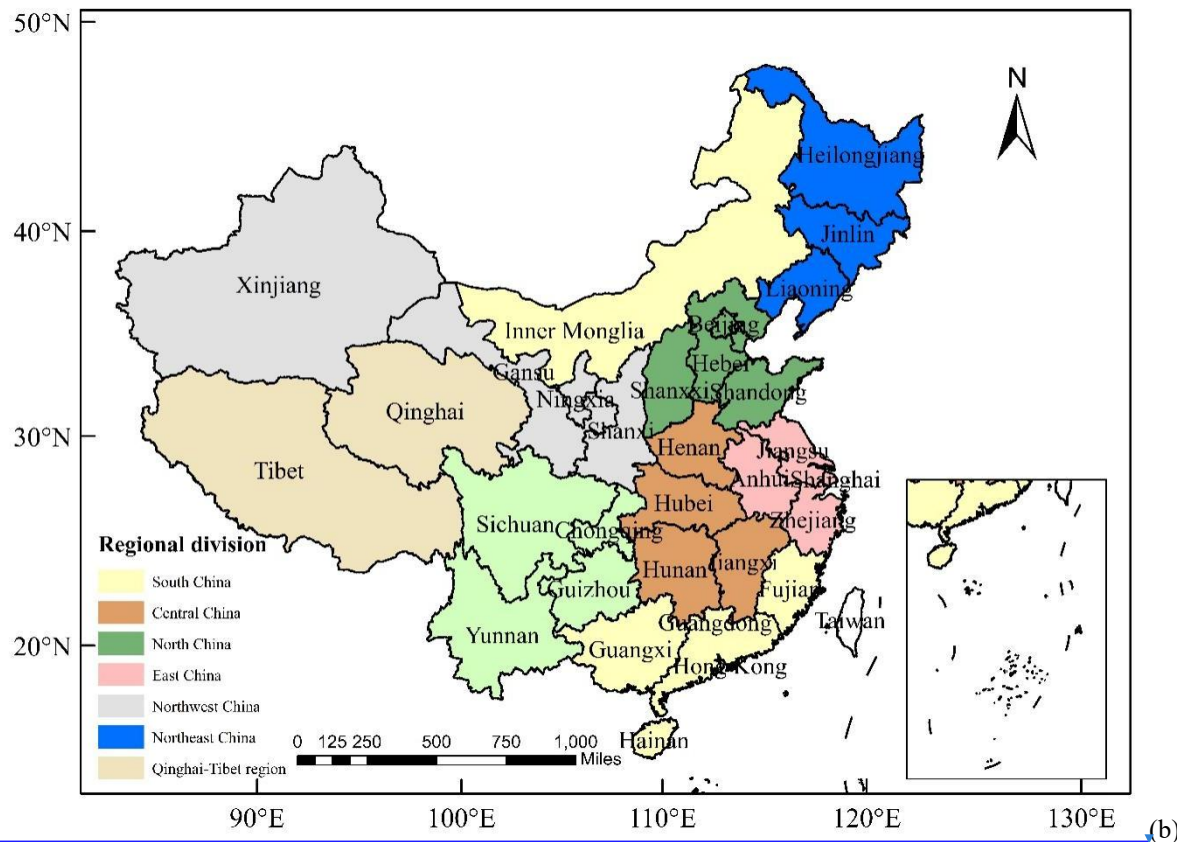 50°N
N
Heilongjiang
40°N
Jinlin
Xinjiang
Liaoning
Inner Monglia
Beijing
Gansu
Hebei
Ningxia
Shanxxi
Shandong
Qinghai
Shanxi
30°N
Henan
Jiangsu
Tibet
Anhui
Shanghai
Hubei
Sichuan
Chongqing
Zhejiang
Regional division
Hunan
Jiangxi
South China
Guizhou
Fujian
Central China
Guangdong
Taiwan
Yunnan
20°N
North China
Guangxi
Hong Kong
East China
Northwest China
Hainan
Northeast China
0 125 250 500 750 1,000
Miles
Qinghai-Tibet region
90°E 100°E 110°E 120°E 130°E
(b)